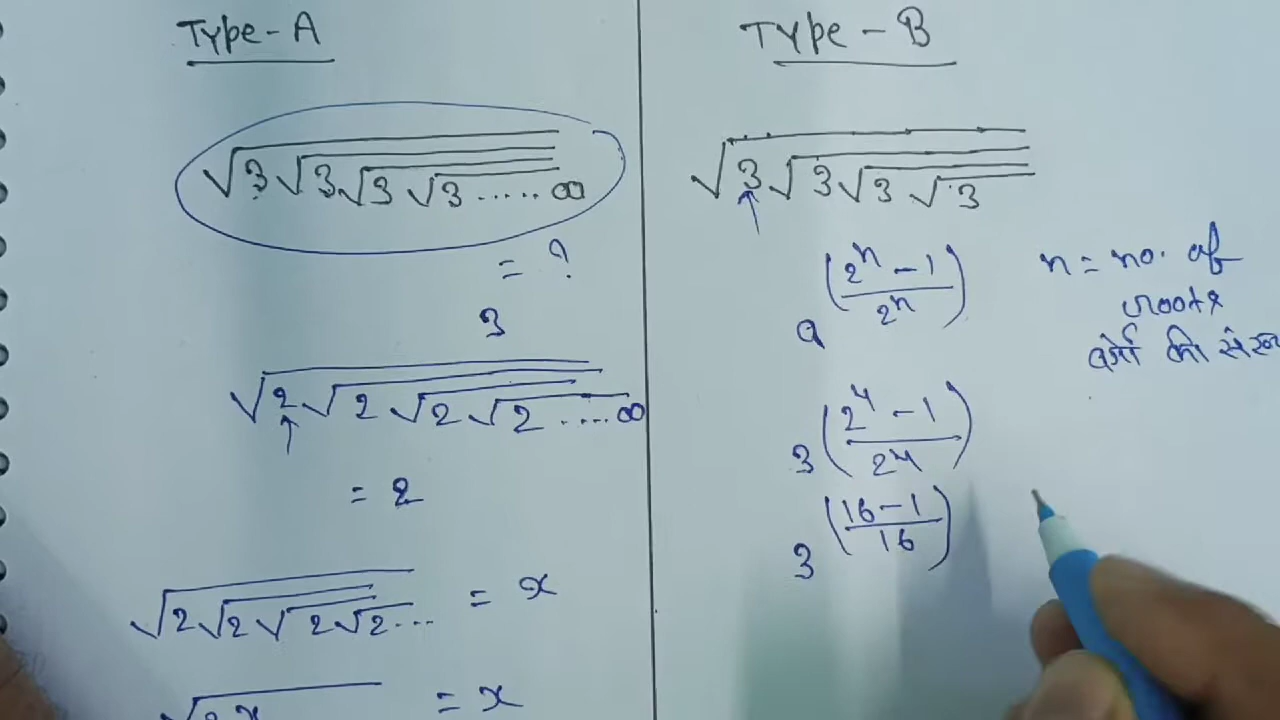 Type-A
√3√3√3√3.....∞
= ?
3
√2√2√2√2.....∞
= 2
√2√2√2√2... = x
√2x = x
Type-B
√3√3√3√3
a^((2^n - 1)/2^n)
n = no. of
roots
की
3^((2^4 - 1)/2^4)
3^((16-1)/16)